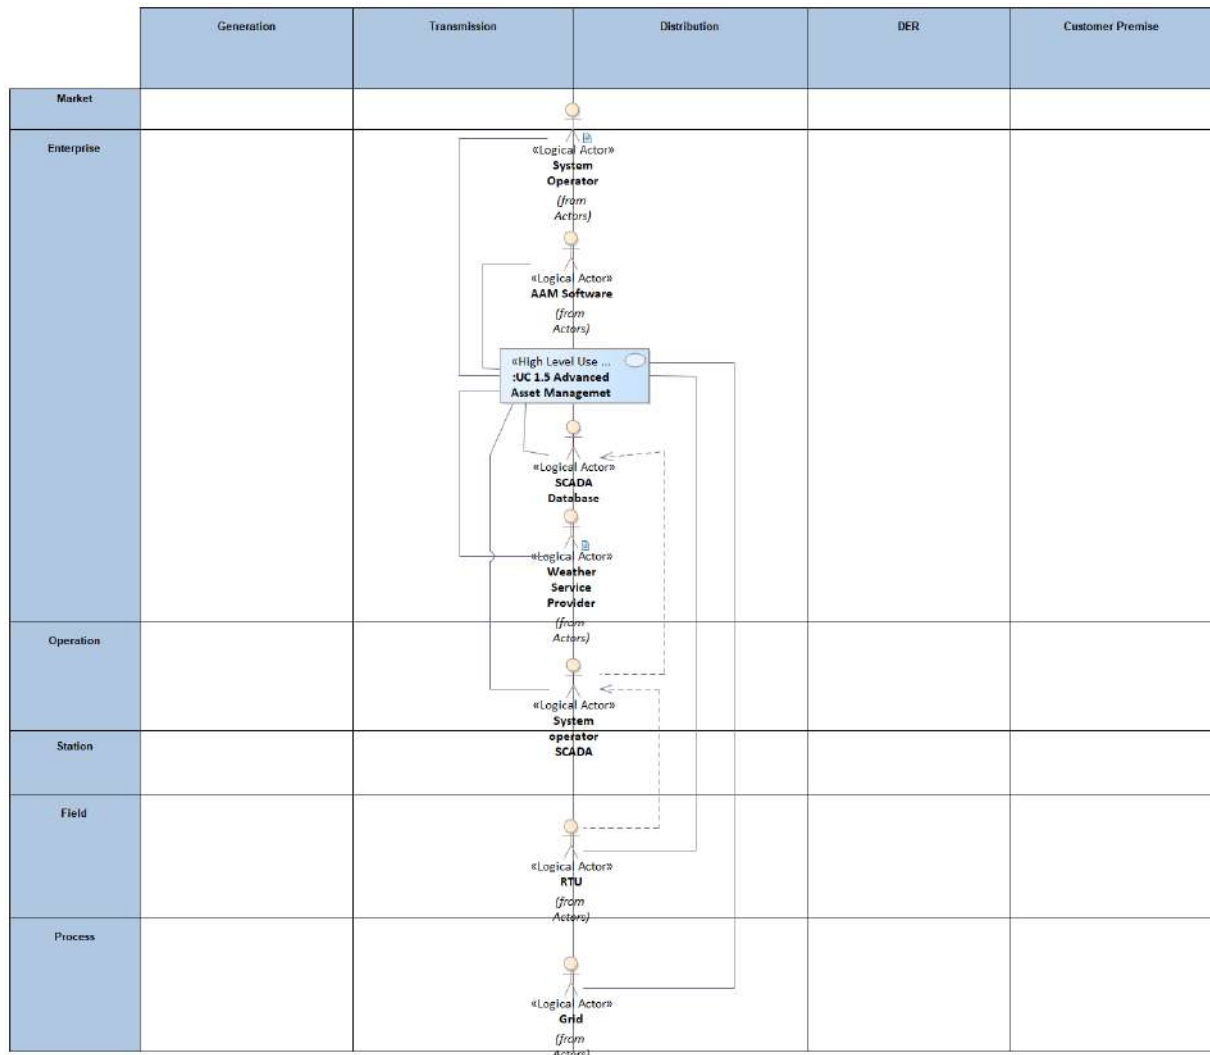 Generation
Transmission
Distribution
DER
Customer Premise
Market
Enterprise
«Logical Actor»
System
Operator
(from
Actors)
«Logical Actor»
AAM Software
(from
Actors)
«High Level Use ...
:UC 1.5 Advanced
Asset Managemet
«Logical Actor»
SCADA
Database
«Logical Actor»
Weather
Service
Provider
(from
Actors)
Operation
«Logical Actor»
System
operator
SCADA
Station
Field
«Logical Actor»
RTU
(from
Actors)
Process
«Logical Actor»
Grid
(from
Actors)